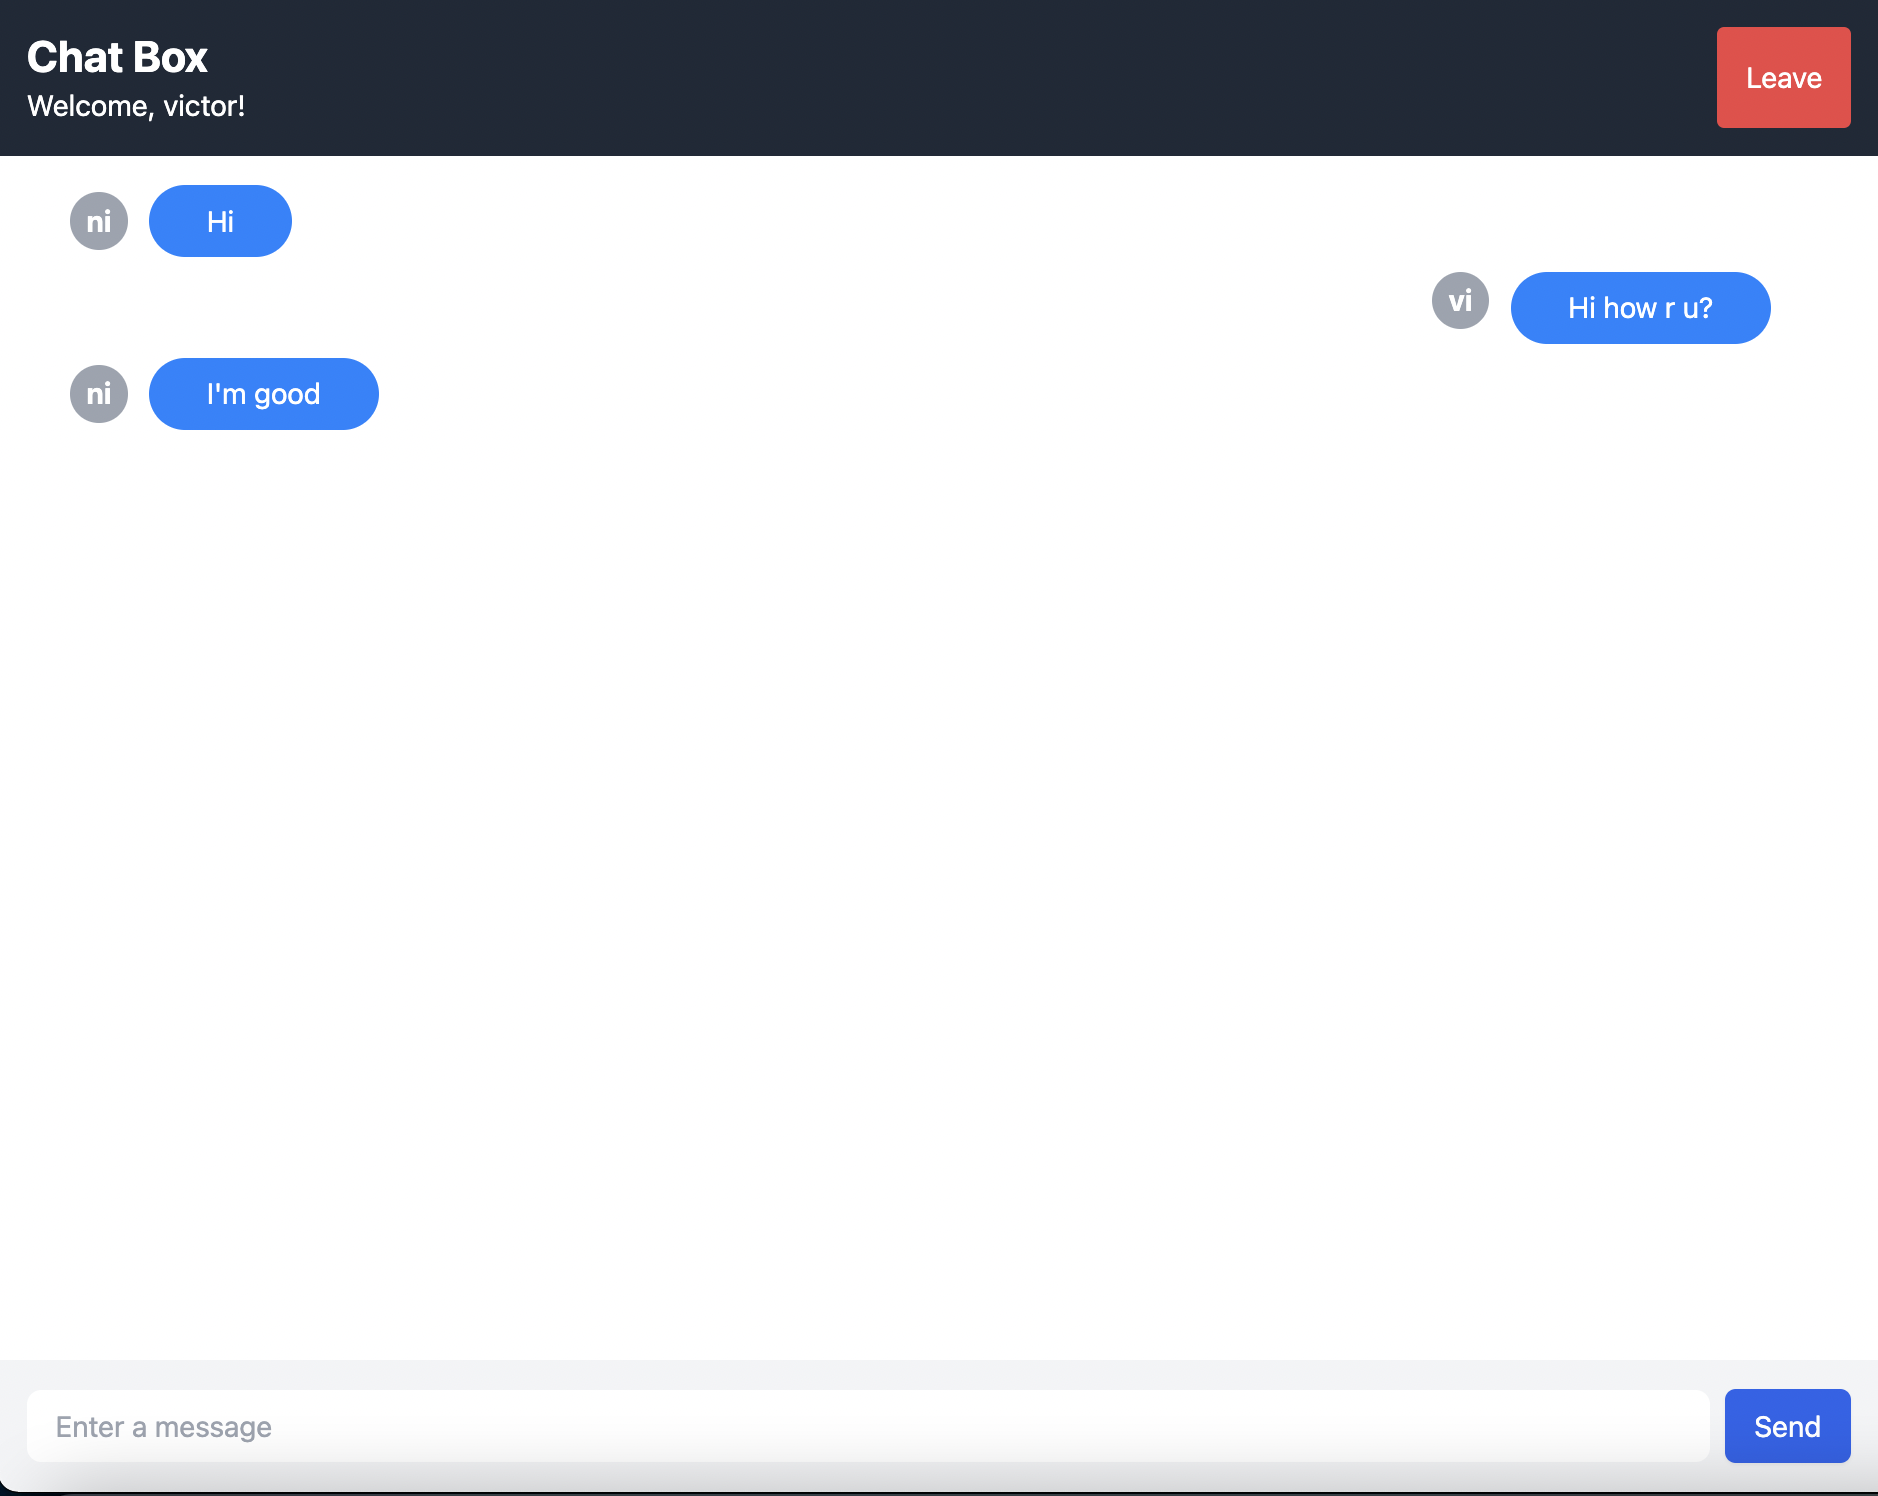 Chat Box
Welcome, victor!
Leave
ni
Hi
vi
Hi how r u?
ni
I'm good
Enter a message
Send